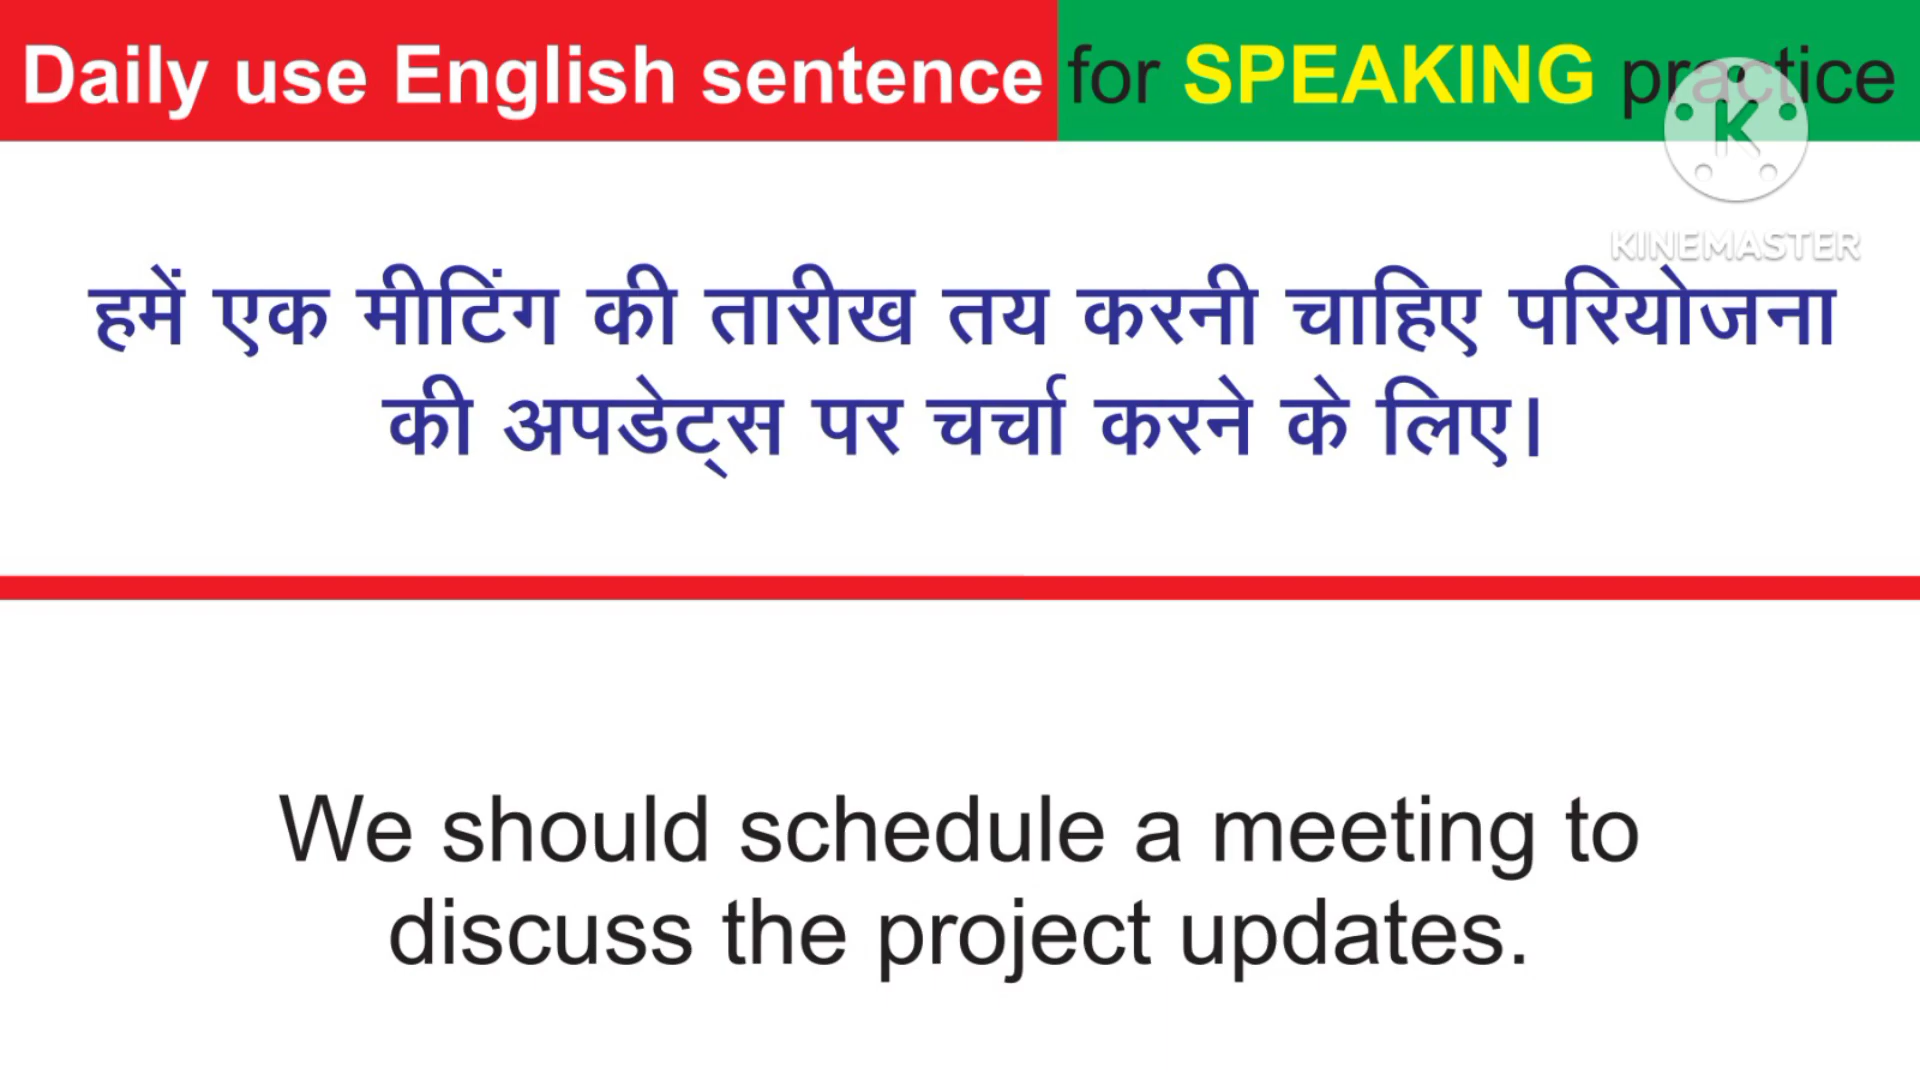 Daily use English sentence for SPEAKING practice
K
KINEMASTER
हमें एक मीटिंग की तारीख तय करनी चाहिए परियोजना
की अपडेट्स पर चर्चा करने के लिए।
We should schedule a meeting to
discuss the project updates.